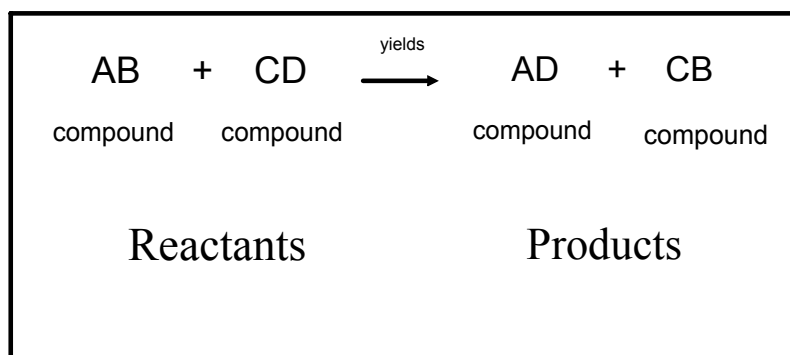 yields
AB + CD AD + CB
compound compound compound compound
Reactants Products